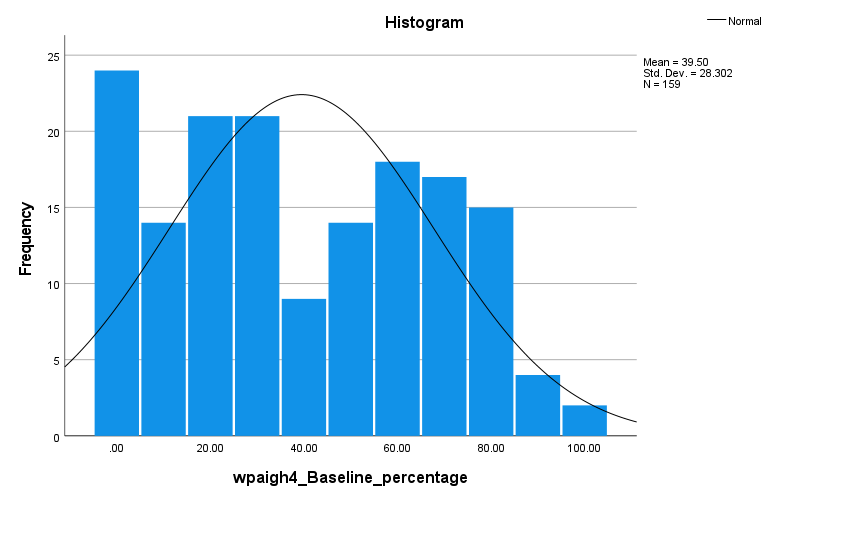 Histogram
Normal
Mean = 39.50
Std. Dev. = 28.302
N = 159
Frequency
25
20
15
10
5
0
.00 20.00 40.00 60.00 80.00 100.00
wpaigh4_Baseline_percentage